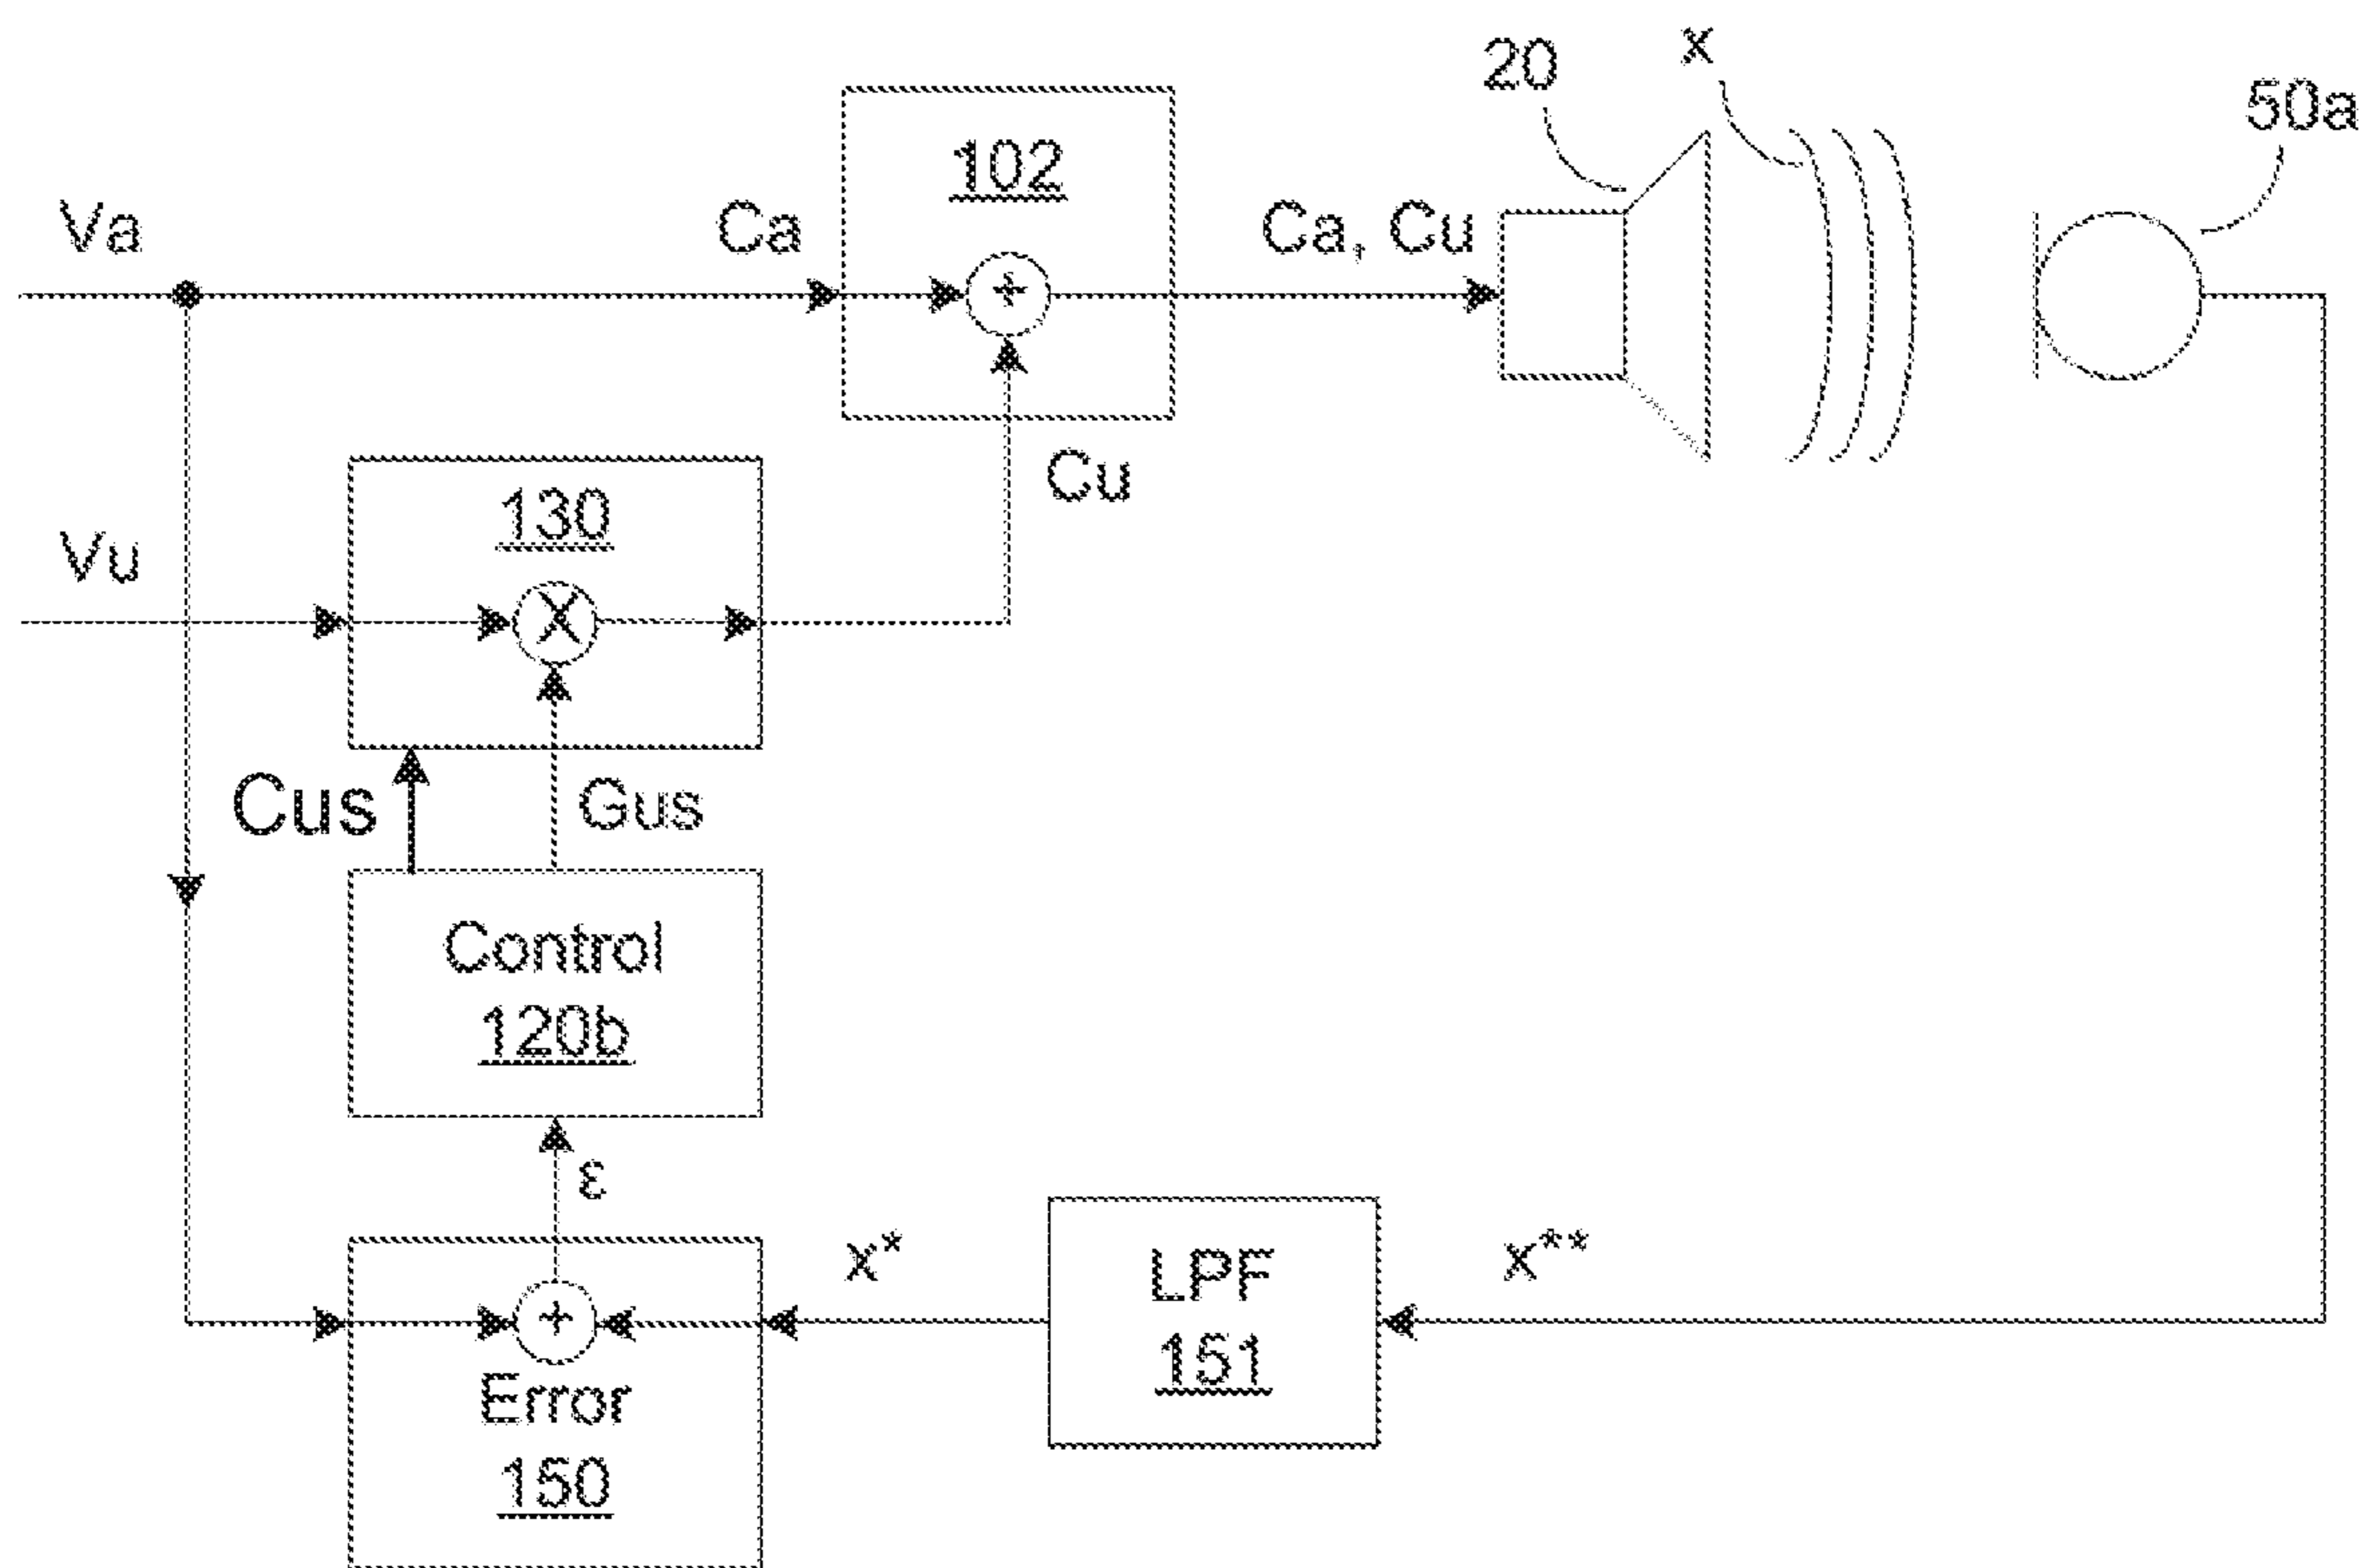 20
x
50a
102
Va
Ca
Ca, Cu
+
Cu
130
Vu
X
Cus
Gus
Control
120b
ε
x*
LPF
151
x**
+
Error
150